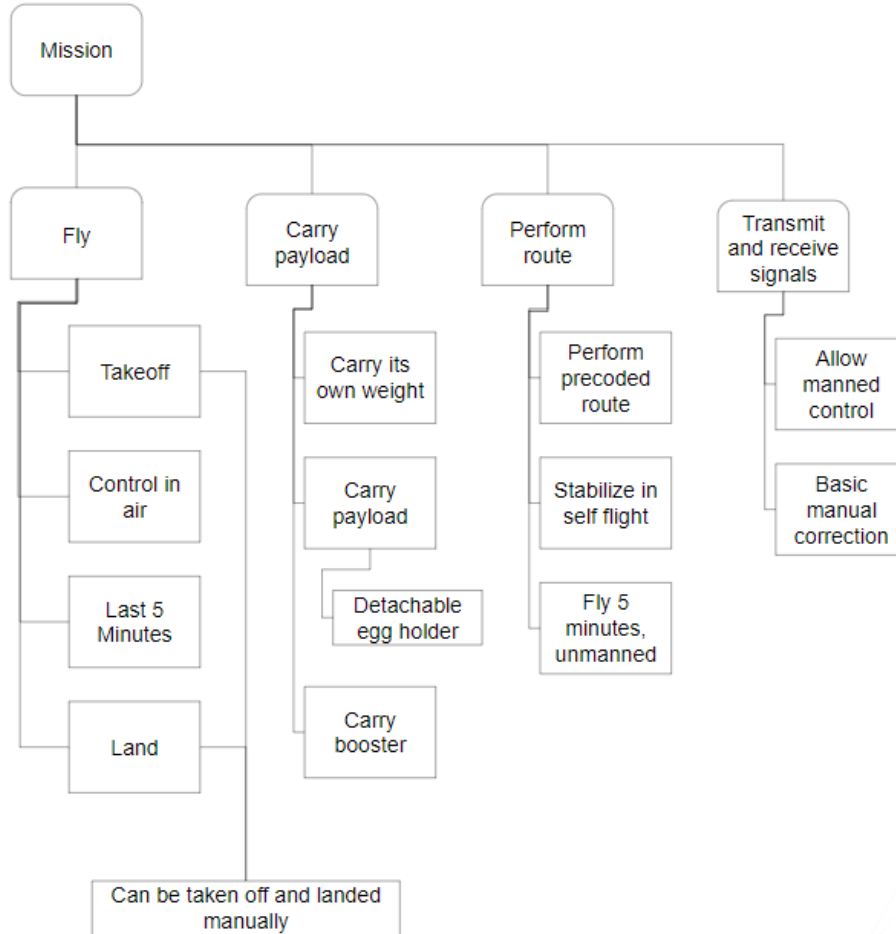 Mission
Fly
Carry
payload
Perform
route
Transmit
and receive
signals
Takeoff
Control in
air
Last 5
Minutes
Land
Can be taken off and landed
manually
Carry its
own weight
Carry
payload
Detachable
egg holder
Carry
booster
Perform
precoded
route
Stabilize in
self flight
Fly 5
minutes,
unmanned
Allow
manned
control
Basic
manual
correction